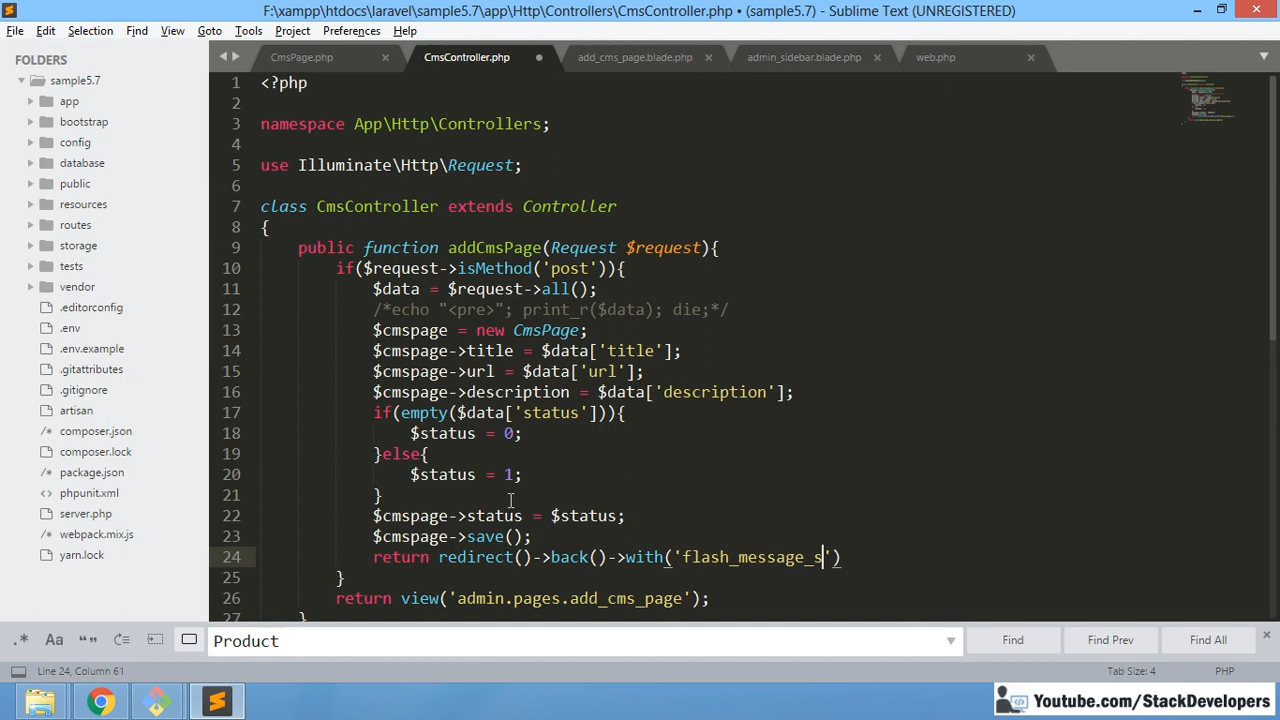 F:\xampp\htdocs\laravel\sample5.7\app\Http\Controllers\CmsController.php • (sample5.7) - Sublime Text (UNREGISTERED)
File Edit Selection Find View Goto Tools Project Preferences Help
FOLDERS
sample5.7
app
bootstrap
config
database
public
resources
routes
storage
tests
vendor
.editorconfig
.env
.env.example
.gitattributes
.gitignore
artisan
composer.json
composer.lock
package.json
phpunit.xml
server.php
webpack.mix.js
yarn.lock
CmsPage.php CmsController.php add_cms_page.blade.php admin_sidebar.blade.php web.php
1 <?php
2
3 namespace App\Http\Controllers;
4
5 use Illuminate\Http\Request;
6
7 class CmsController extends Controller
8 {
9 public function addCmsPage(Request $request){
10 if($request->isMethod('post')){
11 $data = $request->all();
12 /*echo "<pre>"; print_r($data); die;*/
13 $cmspage = new CmsPage;
14 $cmspage->title = $data['title'];
15 $cmspage->url = $data['url'];
16 $cmspage->description = $data['description'];
17 if(empty($data['status'])){
18 $status = 0;
19 }else{
20 $status = 1;
21 }
22 $cmspage->status = $status;
23 $cmspage->save();
24 return redirect()->back()->with('flash_message_s')
25 }
26 return view('admin.pages.add_cms_page');
27 }
.* Aa “” Product Find Find Prev Find All
Line 24, Column 61 Tab Size: 4 PHP
Youtube.com/StackDevelopers